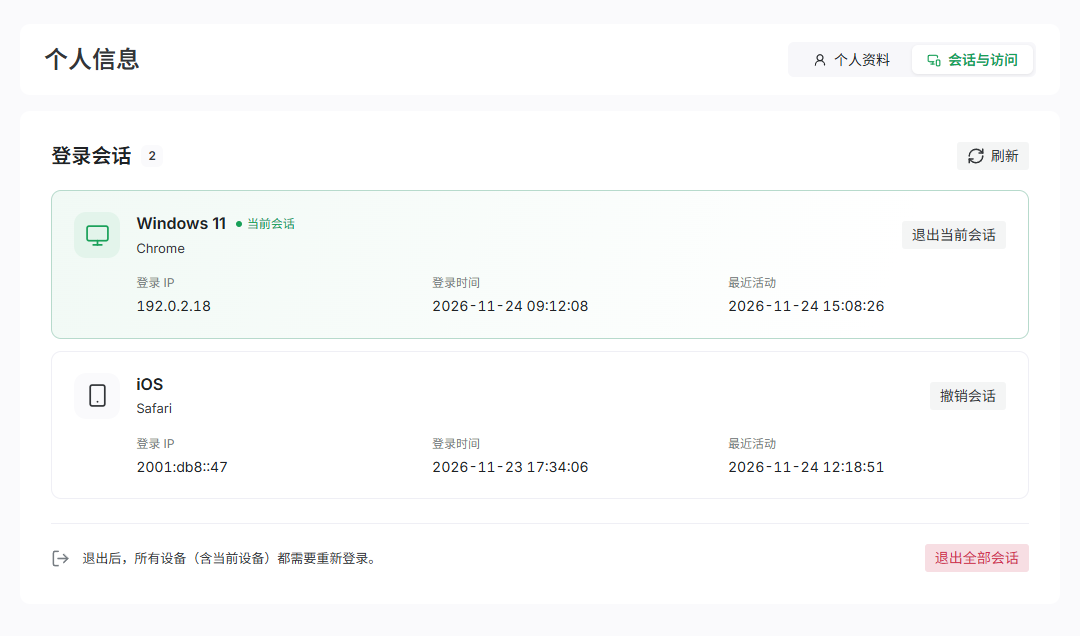 个人信息
个人资料
会话与访问
登录会话 2
刷新
Windows 11 当前会话
Chrome
退出当前会话
登录 IP 登录时间 最近活动
192.0.2.18 2026-11-24 09:12:08 2026-11-24 15:08:26
iOS
Safari
撤销会话
登录 IP 登录时间 最近活动
2001:db8::47 2026-11-23 17:34:06 2026-11-24 12:18:51
退出后，所有设备（含当前设备）都需要重新登录。
退出全部会话